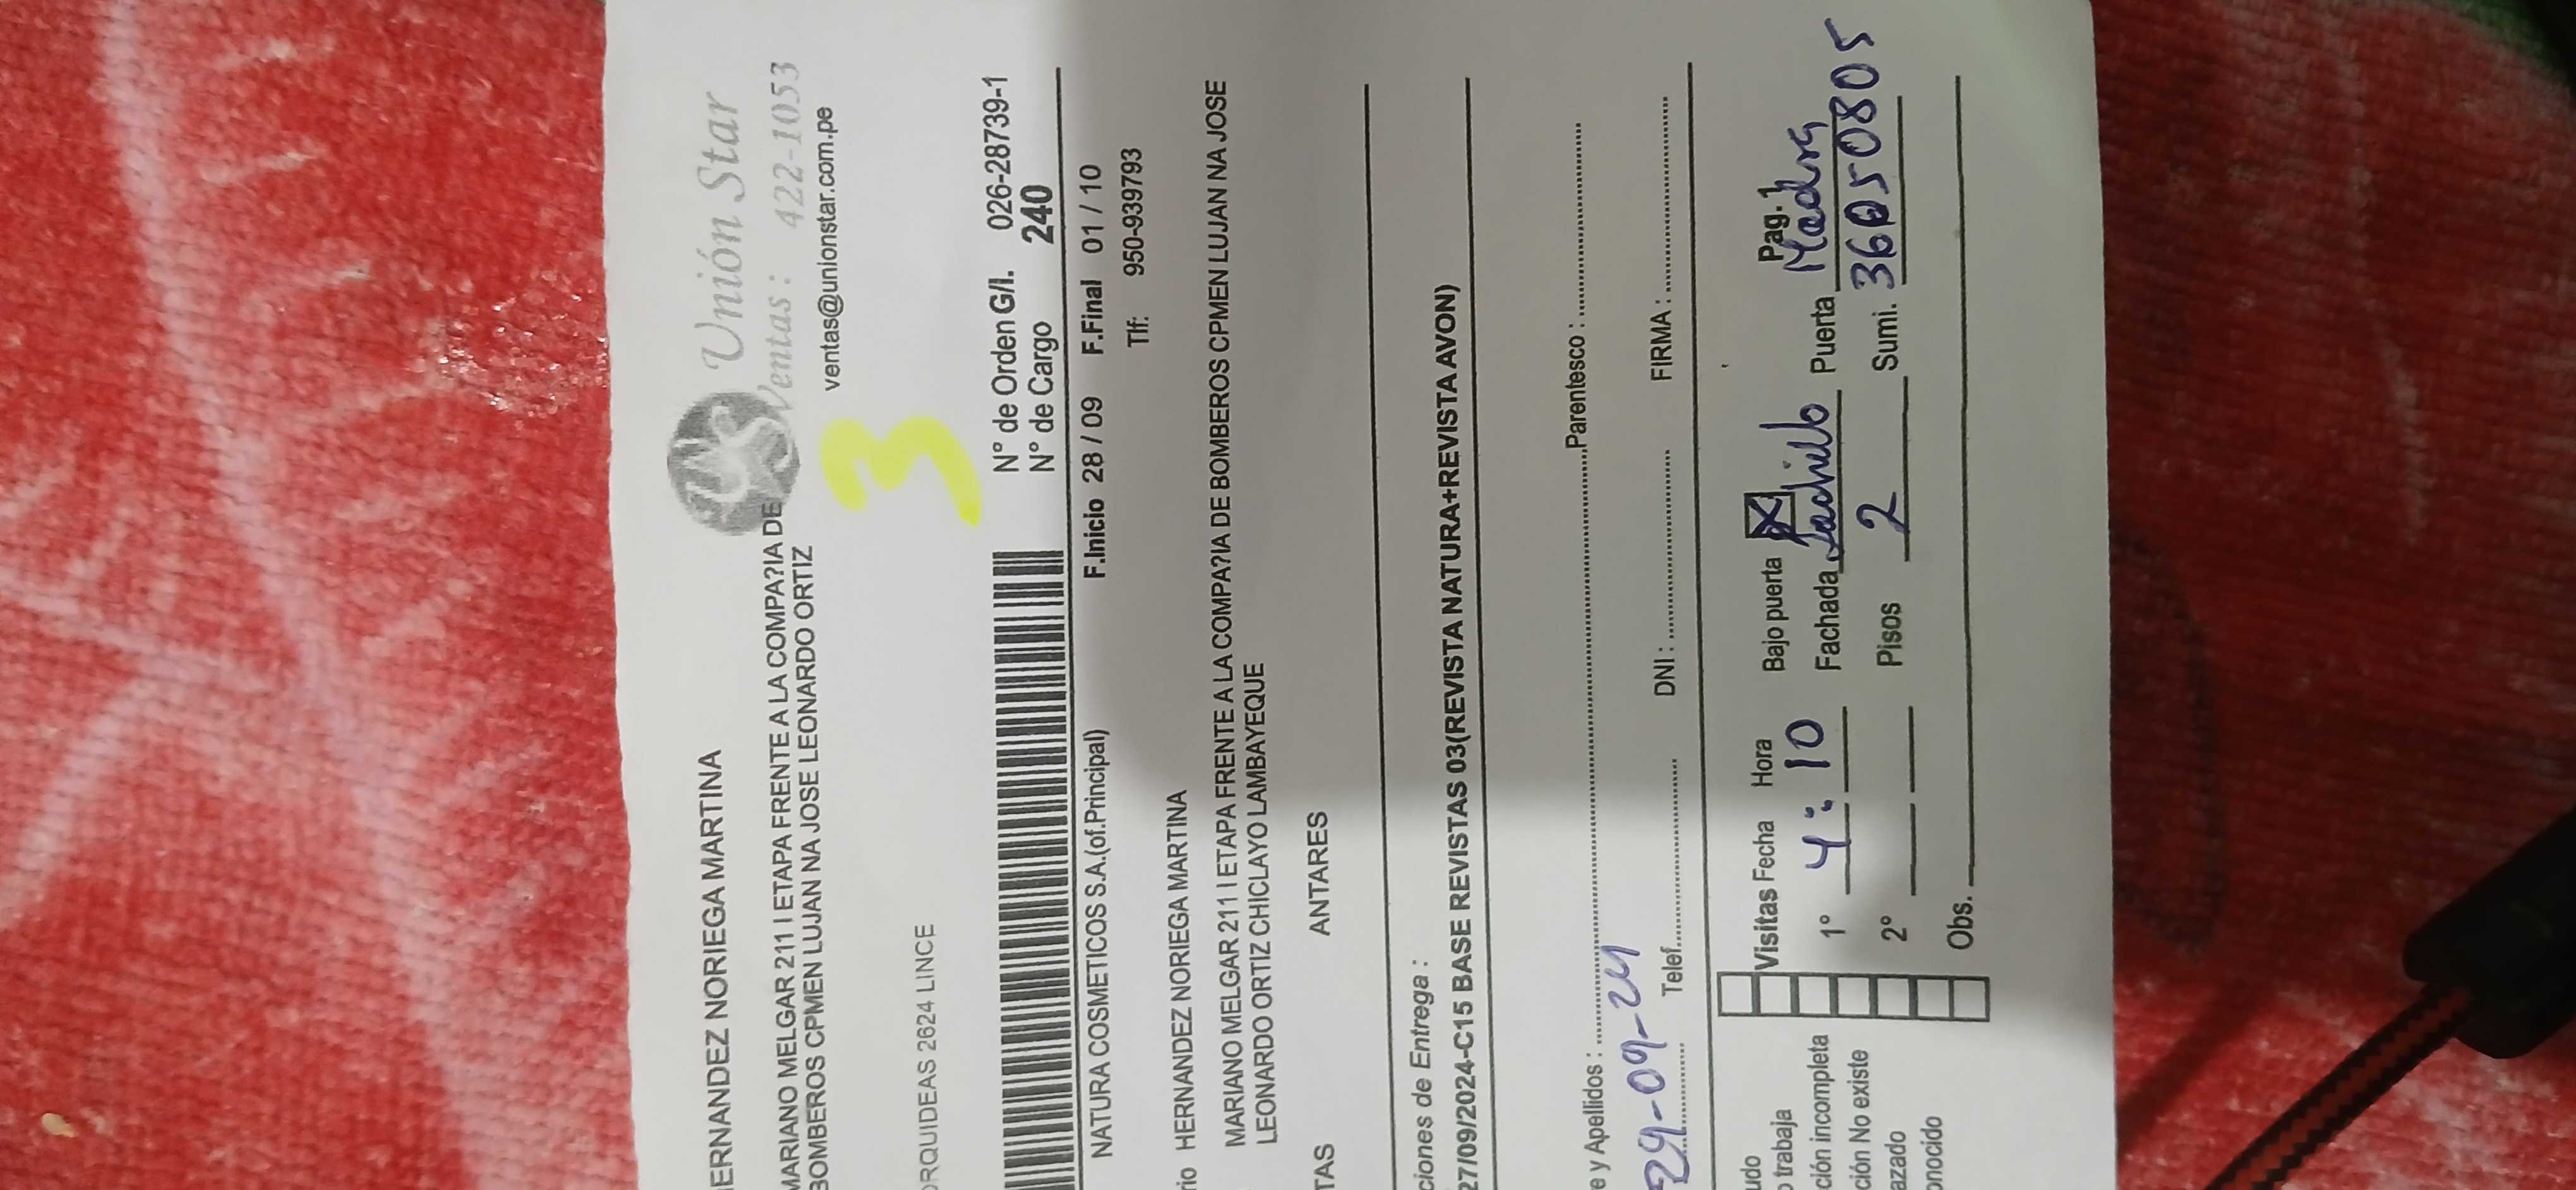 Unión Star
Ventas: 422-1053
ventas@unionstar.com.pe
ERNANDEZ NORIEGA MARTINA
MARIANO MELGAR 211 I ETAPA FRENTE A LA COMPA?IA DE
BOMBEROS CPMEN LUJAN NA JOSE LEONARDO ORTIZ
3
ORQUIDEAS 2624 LINCE
N° de Orden G/I. 026-28739-1
N° de Cargo 240
NATURA COSMETICOS S.A.(of.Principal) F.Inicio 28 / 09 F.Final 01 / 10
Tlf: 950-939793
rio HERNANDEZ NORIEGA MARTINA
MARIANO MELGAR 211 I ETAPA FRENTE A LA COMPA?IA DE BOMBEROS CPMEN LUJAN NA JOSE
LEONARDO ORTIZ CHICLAYO LAMBAYEQUE
TAS ANTARES
ciones de Entrega :
27/09/2024-C15 BASE REVISTAS 03(REVISTA NATURA+REVISTA AVON)
e y Apellidos : Parentesco :
29-09-24 Telef. DNI : FIRMA :
Pag. 1
udo Visitas Fecha Hora Bajo puerta X
o trabaja 1° 4:10 Fachada Ladrillo Puerta Madra
ción incompleta
ción No existe 2° Pisos 2 Sumi.
azado
onocido Obs.